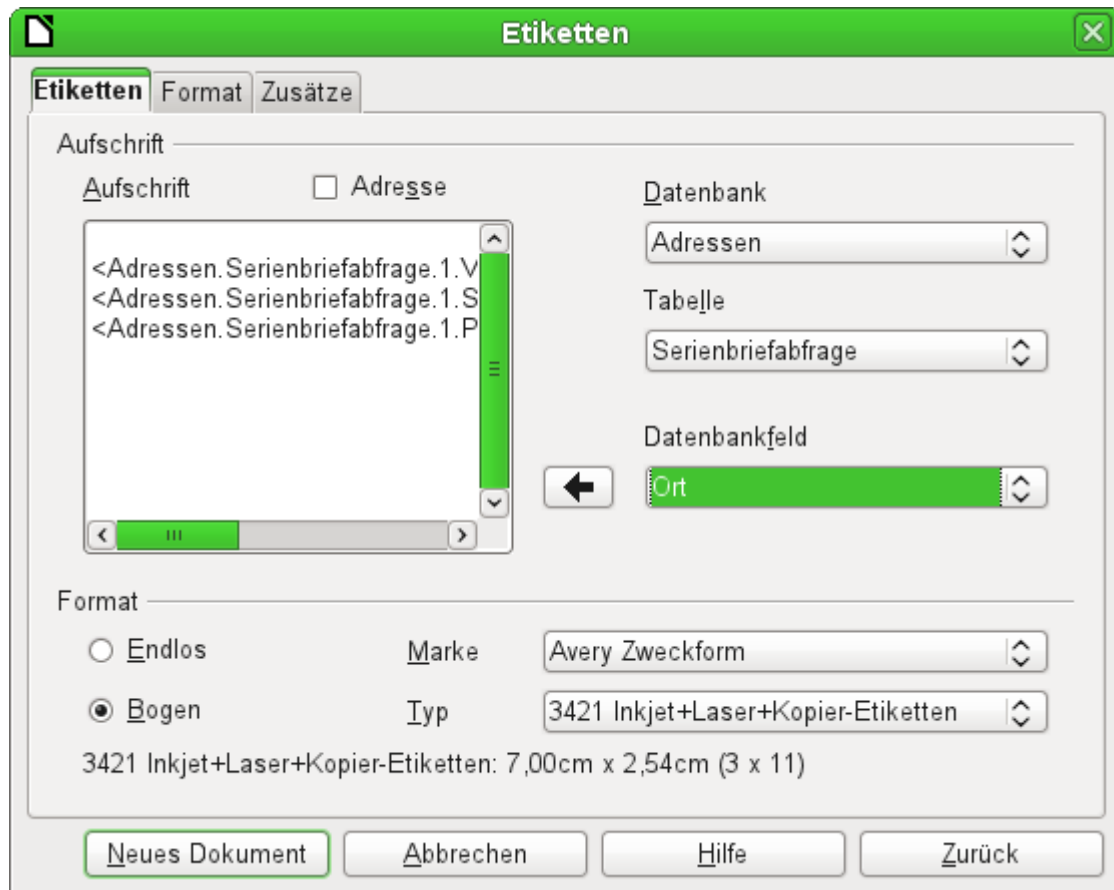 Etiketten
Etiketten Format Zusätze
Aufschrift
Aufschrift Adresse
<Adressen.Serienbriefabfrage.1.V
<Adressen.Serienbriefabfrage.1.S
<Adressen.Serienbriefabfrage.1.P
Datenbank
Adressen
Tabelle
Serienbriefabfrage
Datenbankfeld
Ort
Format
Endlos Marke Avery Zweckform
Bogen Typ 3421 Inkjet+Laser+Kopier-Etiketten
3421 Inkjet+Laser+Kopier-Etiketten: 7,00cm x 2,54cm (3 x 11)
Neues Dokument Abbrechen Hilfe Zurück